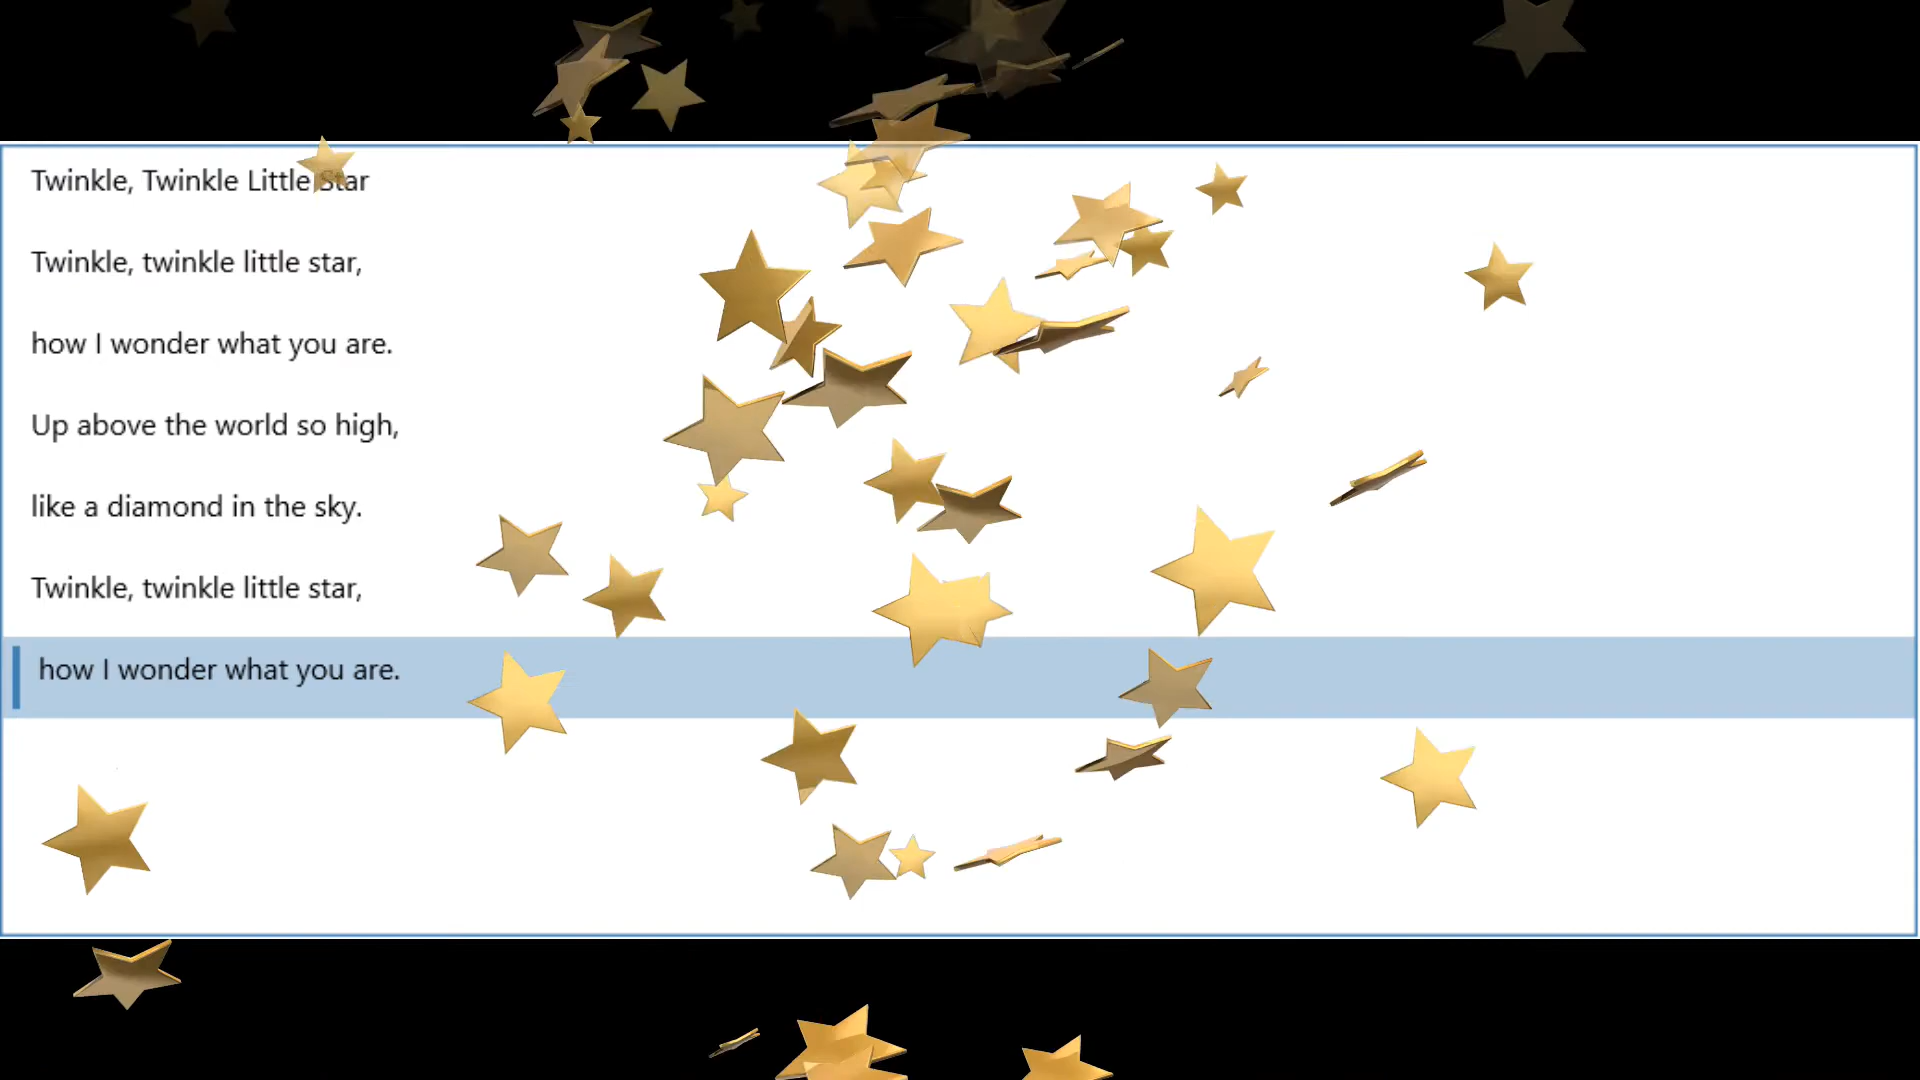 Twinkle, Twinkle Little Star
Twinkle, twinkle little star,
how I wonder what you are.
Up above the world so high,
like a diamond in the sky.
Twinkle, twinkle little star,
how I wonder what you are.